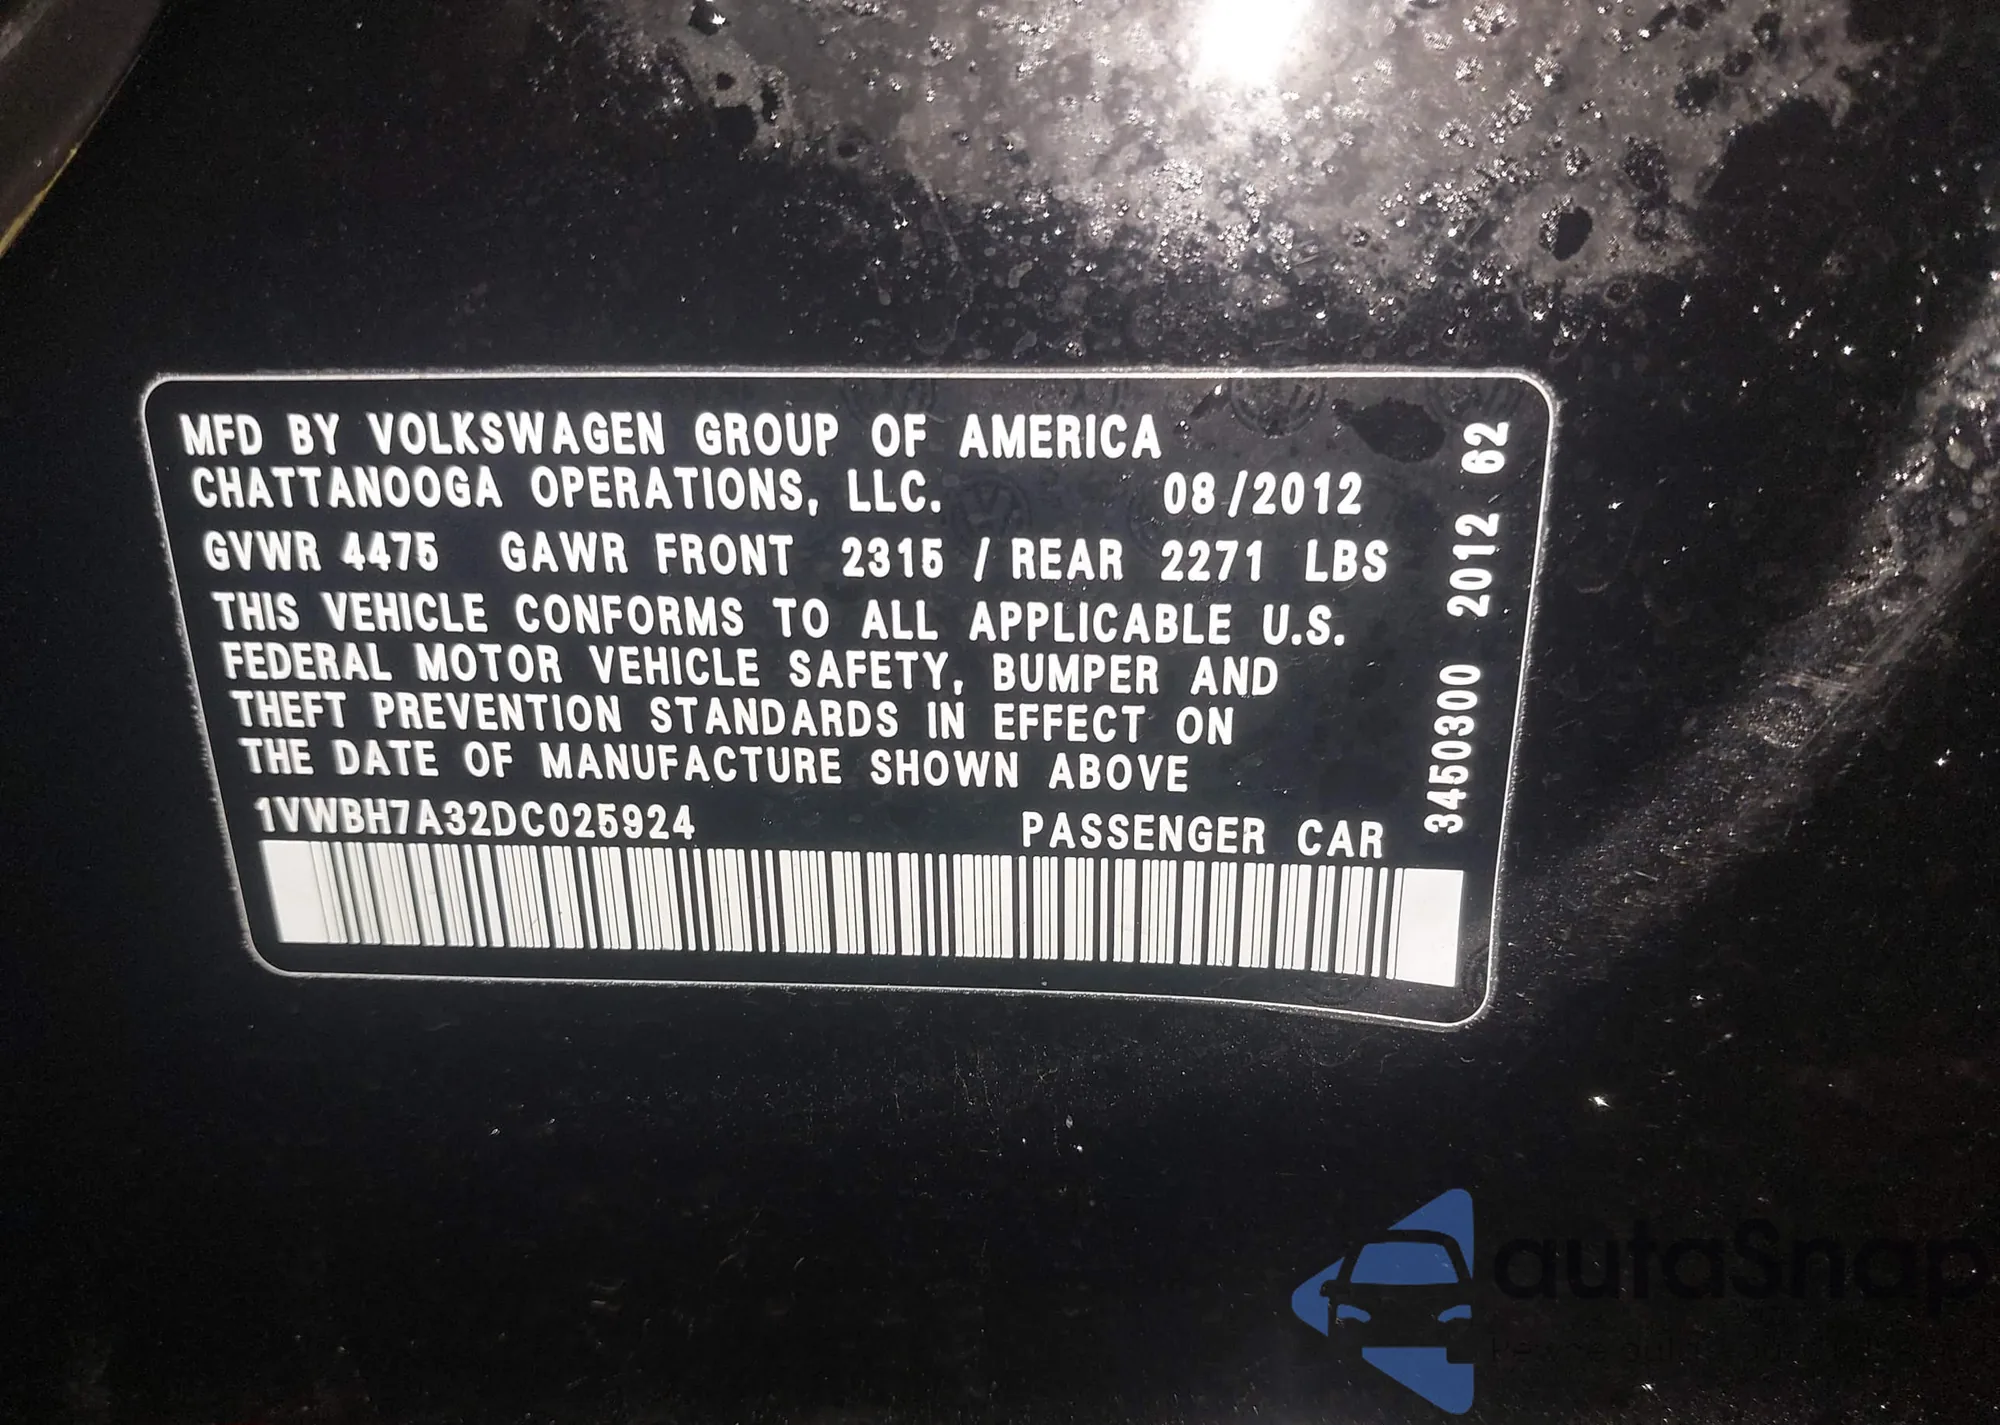 MFD BY VOLKSWAGEN GROUP OF AMERICA
CHATTANOOGA OPERATIONS, LLC. 08/2012
GVWR 4475 GAWR FRONT 2315 / REAR 2271 LBS
THIS VEHICLE CONFORMS TO ALL APPLICABLE U.S.
FEDERAL MOTOR VEHICLE SAFETY, BUMPER AND
THEFT PREVENTION STANDARDS IN EFFECT ON
THE DATE OF MANUFACTURE SHOWN ABOVE
1VWBH7A32DC025924 PASSENGER CAR
3450300 2012 62
autaSnap